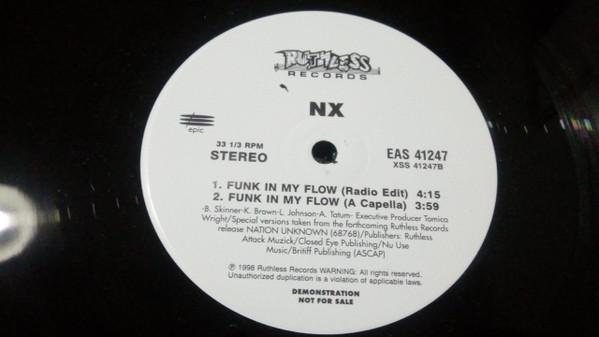 RUTHLESS
RECORDS
NX
epic
33 1/3 RPM
STEREO
EAS 41247
XSS 41247B
1. FUNK IN MY FLOW (Radio Edit) 4:15
2. FUNK IN MY FLOW (A Capella) 3:59
-B. Skinner-K. Brown-L. Johnson-A. Tatum- Executive Producer Tomica
Wright/Special versions taken from the forthcoming Ruthless Records
release NATION UNKNOWN (68768)/Publishers: Ruthless
Attack Muzick/Closed Eye Publishing/Nu Use
Music/Britiff Publishing (ASCAP)
℗ 1998 Ruthless Records WARNING: All rights reserved.
Unauthorized duplication is a violation of applicable laws.
DEMONSTRATION
NOT FOR SALE